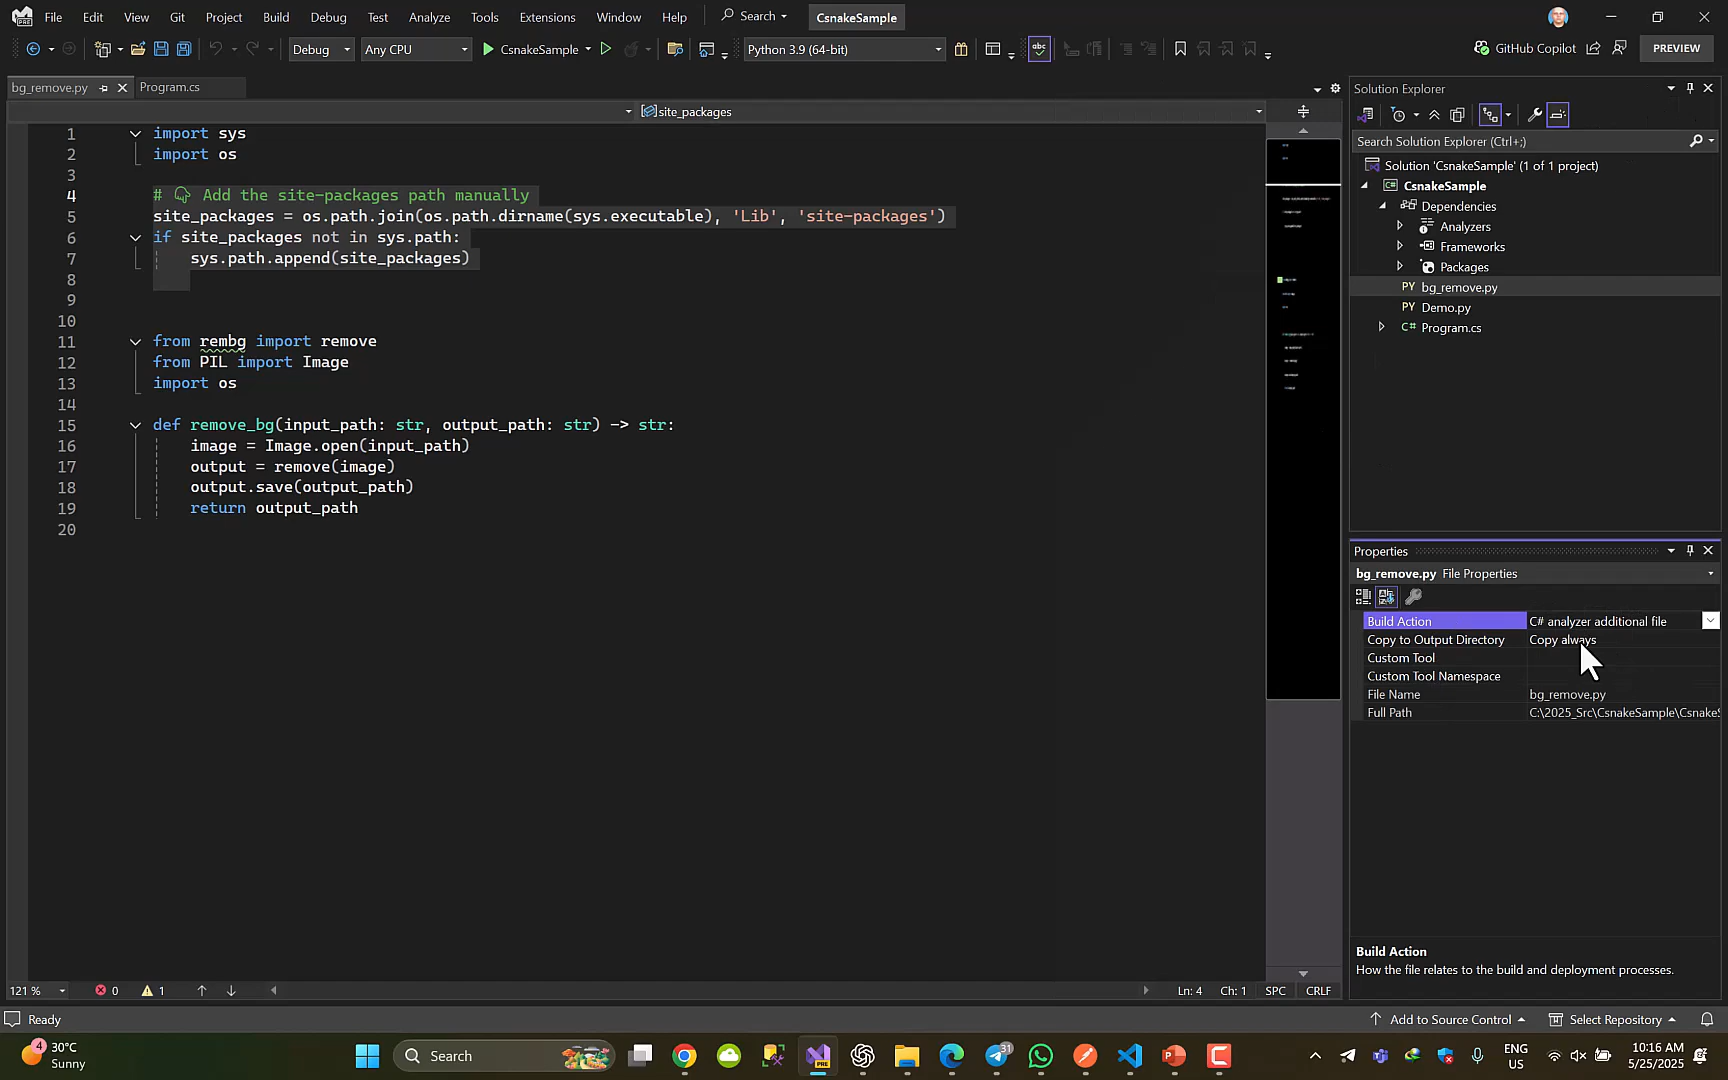 File Edit View Git Project Build Debug Test Analyze Tools Extensions Window Help Search CsnakeSample
Debug Any CPU CsnakeSample Python 3.9 (64-bit) abc GitHub Copilot PREVIEW
bg_remove.py Program.cs
site_packages
1 import sys
2 import os
3
4 # Add the site-packages path manually
5 site_packages = os.path.join(os.path.dirname(sys.executable), 'Lib', 'site-packages')
6 if site_packages not in sys.path:
7 sys.path.append(site_packages)
8
9
10
11 from rembg import remove
12 from PIL import Image
13 import os
14
15 def remove_bg(input_path: str, output_path: str) -> str:
16 image = Image.open(input_path)
17 output = remove(image)
18 output.save(output_path)
19 return output_path
20
121 % 0 1 Ln: 4 Ch: 1 SPC CRLF
Solution Explorer
Search Solution Explorer (Ctrl+;)
Solution 'CsnakeSample' (1 of 1 project)
C# CsnakeSample
Dependencies
Analyzers
Frameworks
Packages
PY bg_remove.py
PY Demo.py
C# Program.cs
Properties
bg_remove.py File Properties
Build Action C# analyzer additional file
Copy to Output Directory Copy always
Custom Tool
Custom Tool Namespace
File Name bg_remove.py
Full Path C:\2025_Src\CsnakeSample\CsnakeS
Build Action
How the file relates to the build and deployment processes.
Ready Add to Source Control Select Repository
4 30°C
Sunny
Search
PRE
31
ENG
US
10:16 AM
5/25/2025